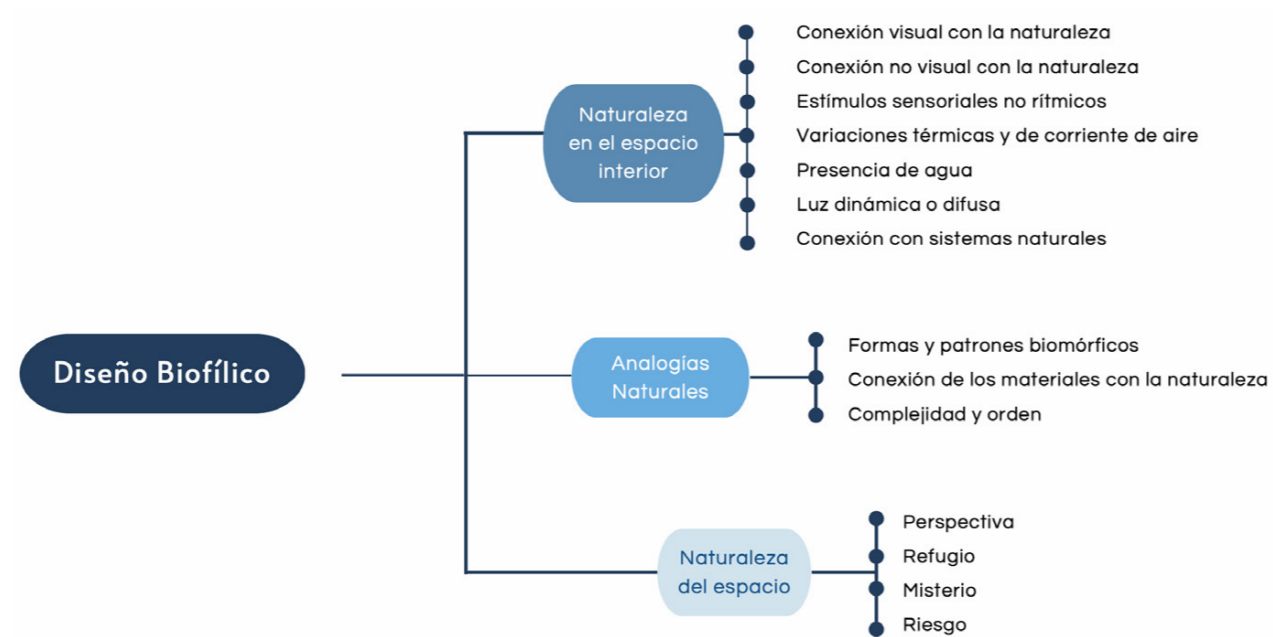 Diseño Biofílico
Naturaleza
en el espacio
interior
Conexión visual con la naturaleza
Conexión no visual con la naturaleza
Estímulos sensoriales no rítmicos
Variaciones térmicas y de corriente de aire
Presencia de agua
Luz dinámica o difusa
Conexión con sistemas naturales
Analogías
Naturales
Formas y patrones biomórficos
Conexión de los materiales con la naturaleza
Complejidad y orden
Naturaleza
del espacio
Perspectiva
Refugio
Misterio
Riesgo